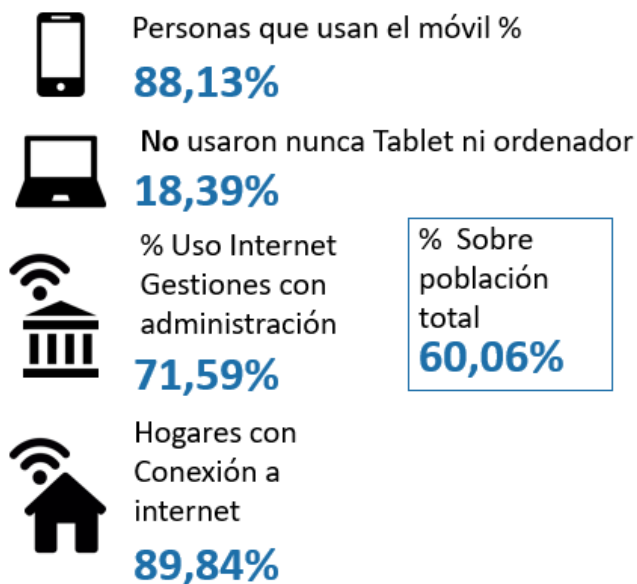 Personas que usan el móvil %
88,13%
No usaron nunca Tablet ni ordenador
18,39%
% Uso Internet
Gestiones con
administración
71,59%
% Sobre
población
total
60,06%
Hogares con
Conexión a
internet
89,84%